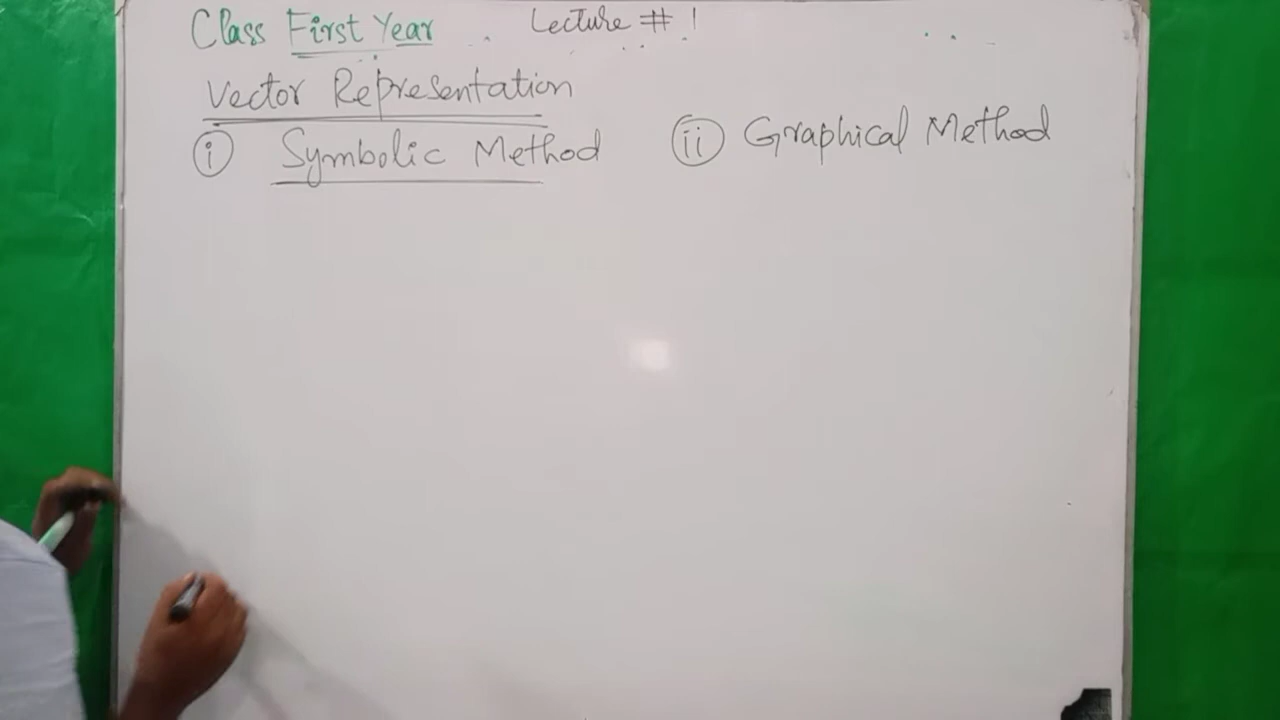 Class First Year Lecture # 1
Vector Representation
(i) Symbolic Method (ii) Graphical Method